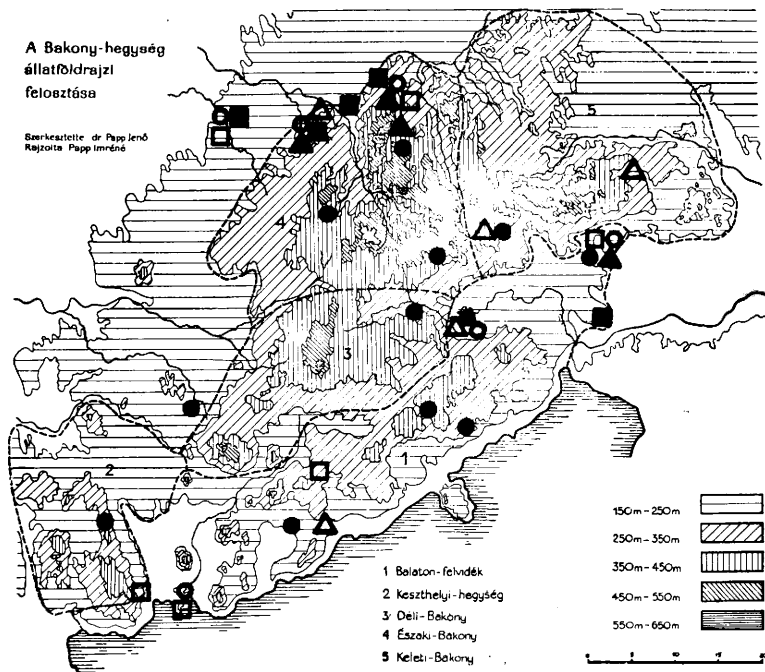 A Bakony-hegység
állatföldrajzi
felosztása
Szerkesztette dr Papp Jenő
Rajzolta Papp Imréné
5
4
3
2
1
150m-250m
250m-350m
350m-450m
450m-550m
550m-650m
1 Balaton-felvidék
2 Keszthelyi-hegység
3 Déli-Bakony
4 Északi-Bakony
5 Keleti-Bakony